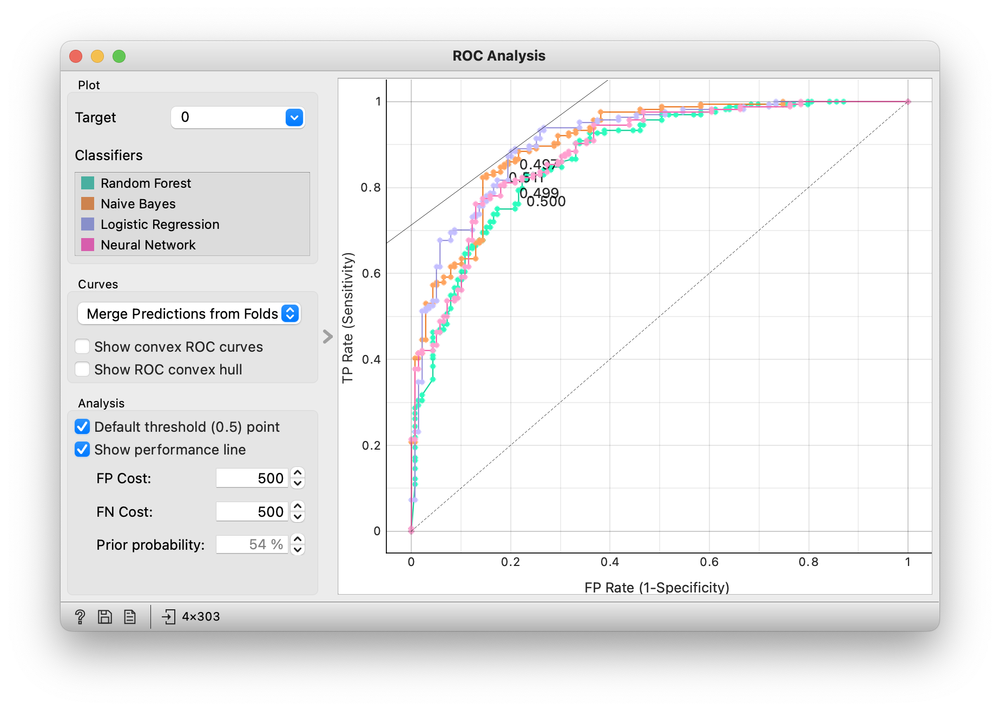 ROC Analysis
Plot
Target
0
Classifiers
Random Forest
Naive Bayes
Logistic Regression
Neural Network
Curves
Merge Predictions from Folds
Show convex ROC curves
Show ROC convex hull
Analysis
Default threshold (0.5) point
Show performance line
FP Cost:
500
FN Cost:
500
Prior probability:
54 %
TP Rate (Sensitivity)
1
0.8
0.6
0.4
0.2
0
0.497
0.511
0.499
0.500
0
0.2
0.4
0.6
0.8
1
FP Rate (1-Specificity)
4×303